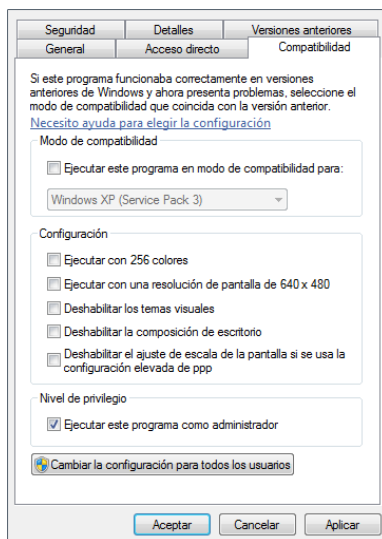 Seguridad Detalles Versiones anteriores
General Acceso directo Compatibilidad
Si este programa funcionaba correctamente en versiones
anteriores de Windows y ahora presenta problemas, seleccione el
modo de compatibilidad que coincida con la versión anterior.
Necesito ayuda para elegir la configuración
Modo de compatibilidad
Ejecutar este programa en modo de compatibilidad para:
Windows XP (Service Pack 3)
Configuración
Ejecutar con 256 colores
Ejecutar con una resolución de pantalla de 640 x 480
Deshabilitar los temas visuales
Deshabilitar la composición de escritorio
Deshabilitar el ajuste de escala de la pantalla si se usa la
configuración elevada de ppp
Nivel de privilegio
Ejecutar este programa como administrador
Cambiar la configuración para todos los usuarios
Aceptar Cancelar Aplicar